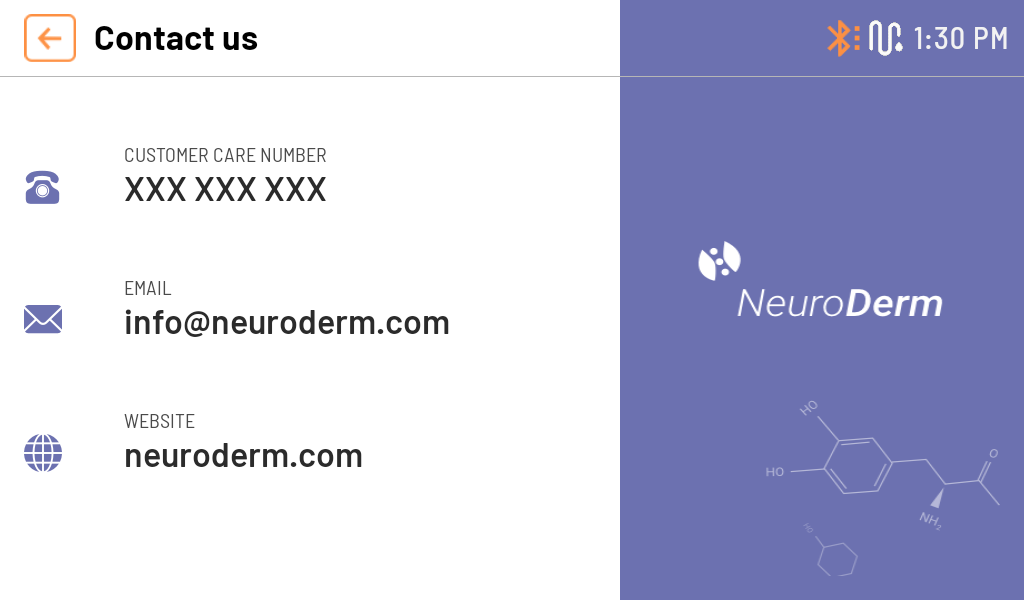 Contact us
1:30 PM
CUSTOMER CARE NUMBER
XXX XXX XXX
EMAIL
info@neuroderm.com
WEBSITE
neuroderm.com
NeuroDerm
HO
HO
O
NH₂
HO